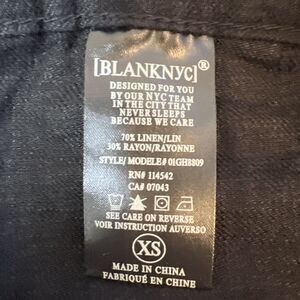 [BLANKNYC]®
DESIGNED FOR YOU
BY OUR NYC TEAM
IN THE CITY THAT
NEVER SLEEPS
BECAUSE WE CARE
70% LINEN/LIN
30% RAYON/RAYONNE
STYLE/ MODELE# 01GH8809
RN# 114542
CA# 07043
SEE CARE ON REVERSE
VOIR INSTRUCTION AUVERSO
XS
MADE IN CHINA
FABRIQUÉ EN CHINE